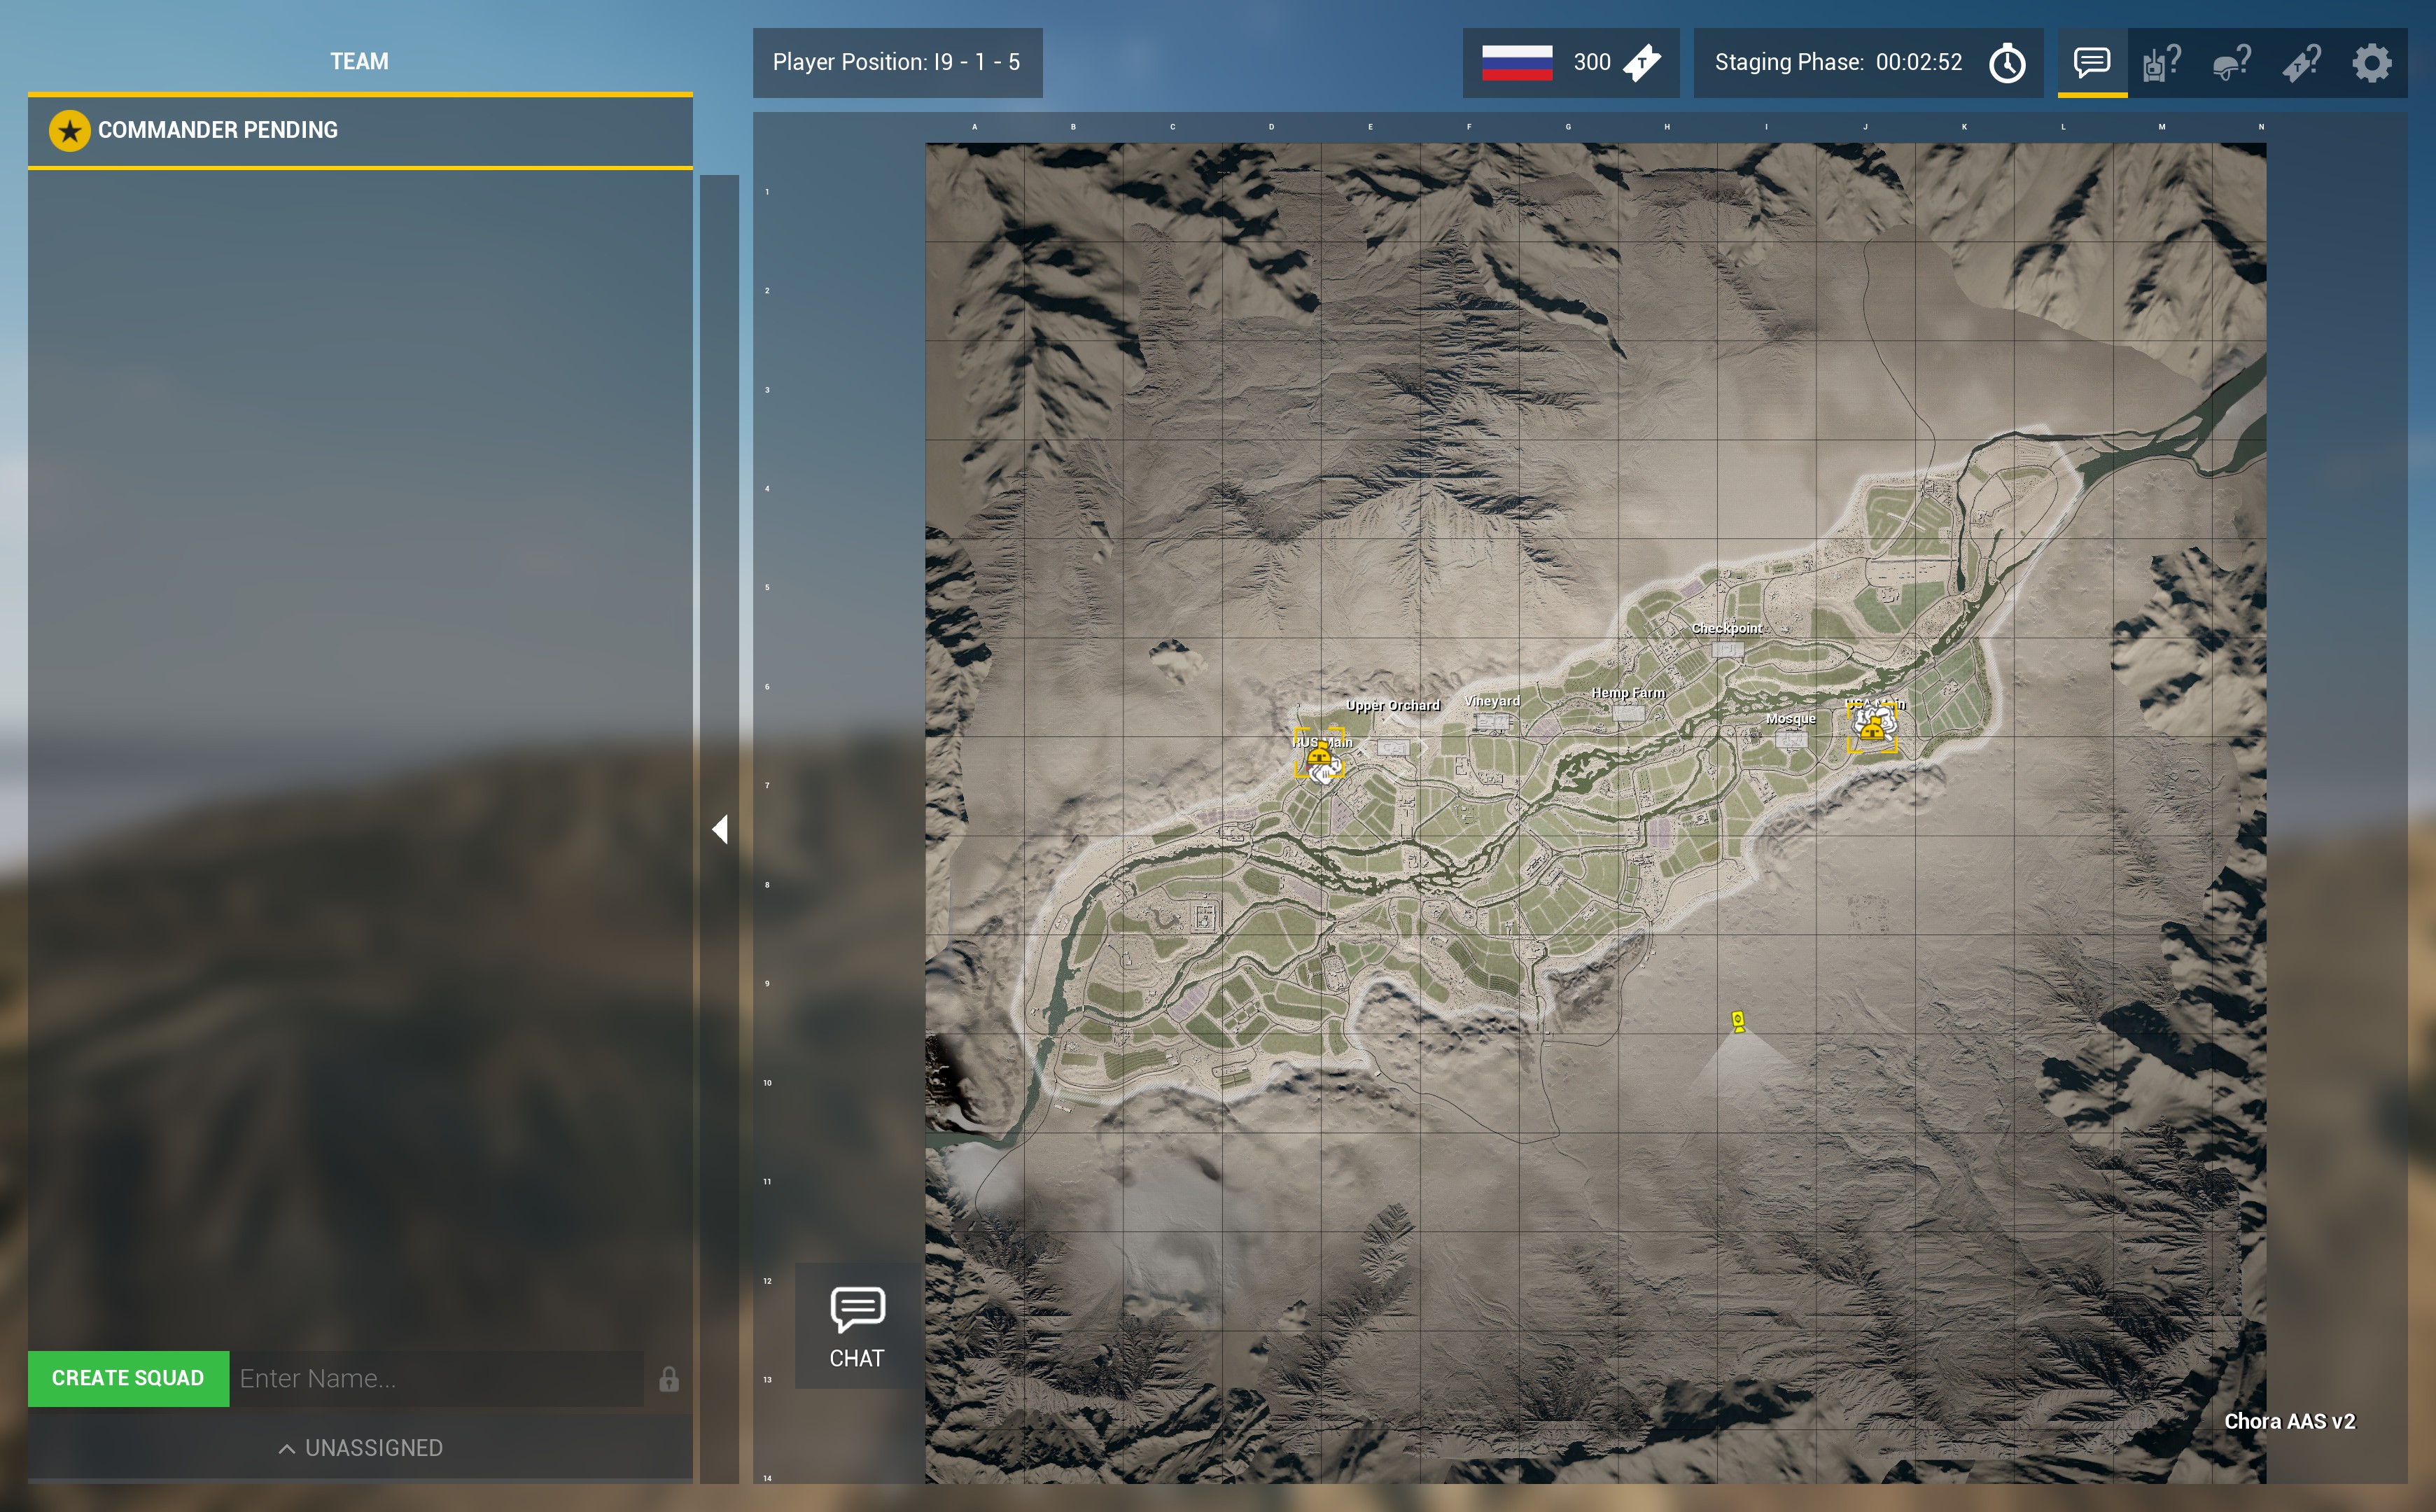 TEAM
Player Position: I9 - 1 - 5
300
Staging Phase: 00:02:52
COMMANDER PENDING
A B C D E F G H I J K L M N
1
2
3
4
5
6
7
8
9
10
11
12
13
14
Checkpoint
Hemp Farm
Vineyard
Upper Orchard
Mosque
RUS Main
CHAT
CREATE SQUAD
Enter Name...
UNASSIGNED
Chora AAS v2